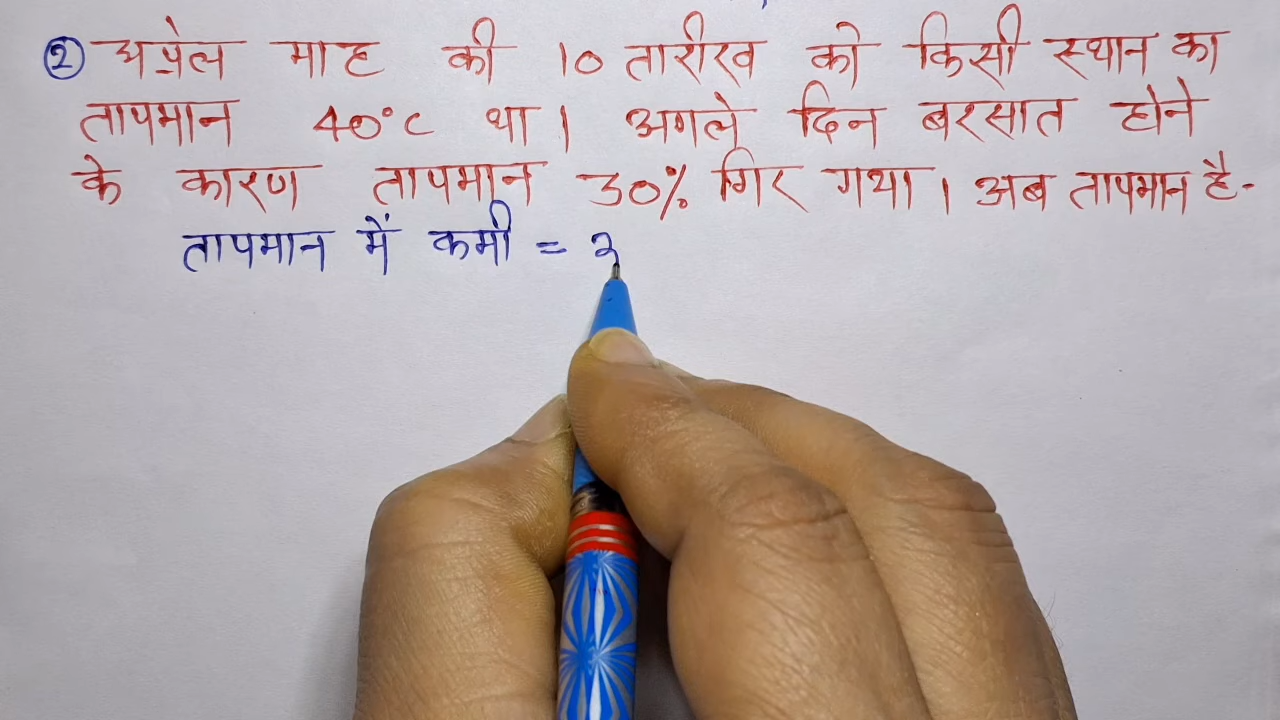 ② अप्रेल माह की 10 तारीख को किसी स्थान का
तापमान 40°C था। अगले दिन बरसात होने
के कारण तापमान 30% गिर गया। अब तापमान है-
तापमान में कमी =